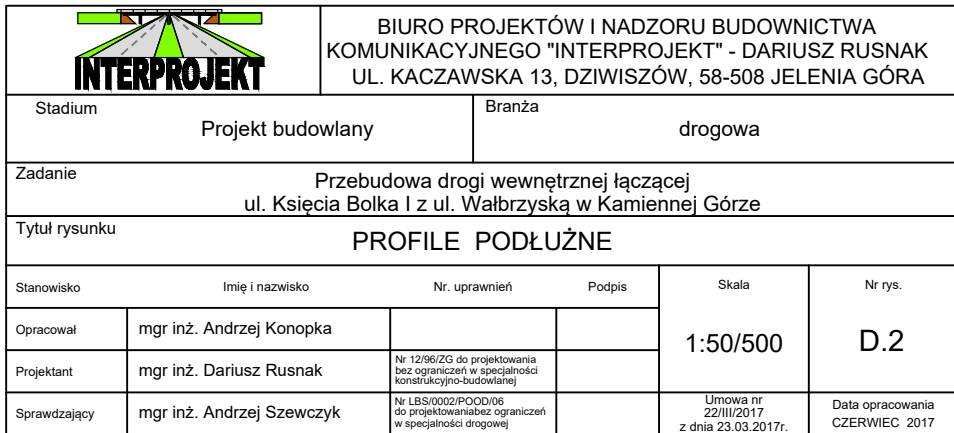 INTERPROJEKT
BIURO PROJEKTÓW I NADZORU BUDOWNICTWA
KOMUNIKACYJNEGO "INTERPROJEKT" - DARIUSZ RUSNAK
UL. KACZAWSKA 13, DZIWISZÓW, 58-508 JELENIA GÓRA
Stadium
Projekt budowlany
Branża
drogowa
Zadanie
Przebudowa drogi wewnętrznej łączącej
ul. Księcia Bolka I z ul. Wałbrzyską w Kamiennej Górze
Tytuł rysunku
PROFILE PODŁUŻNE
Stanowisko
Imię i nazwisko
Nr. uprawnień
Podpis
Skala
Nr rys.
Opracował
mgr inż. Andrzej Konopka
1:50/500
D.2
Projektant
mgr inż. Dariusz Rusnak
Nr 12/96/ZG do projektowania
bez ograniczeń w specjalności
konstrukcyjno-budowlanej
Sprawdzający
mgr inż. Andrzej Szewczyk
Nr LBS/0002/POOD/06
do projektowaniabez ograniczeń
w specjalności drogowej
Umowa nr
22/III/2017
z dnia 23.03.2017r.
Data opracowania
CZERWIEC 2017